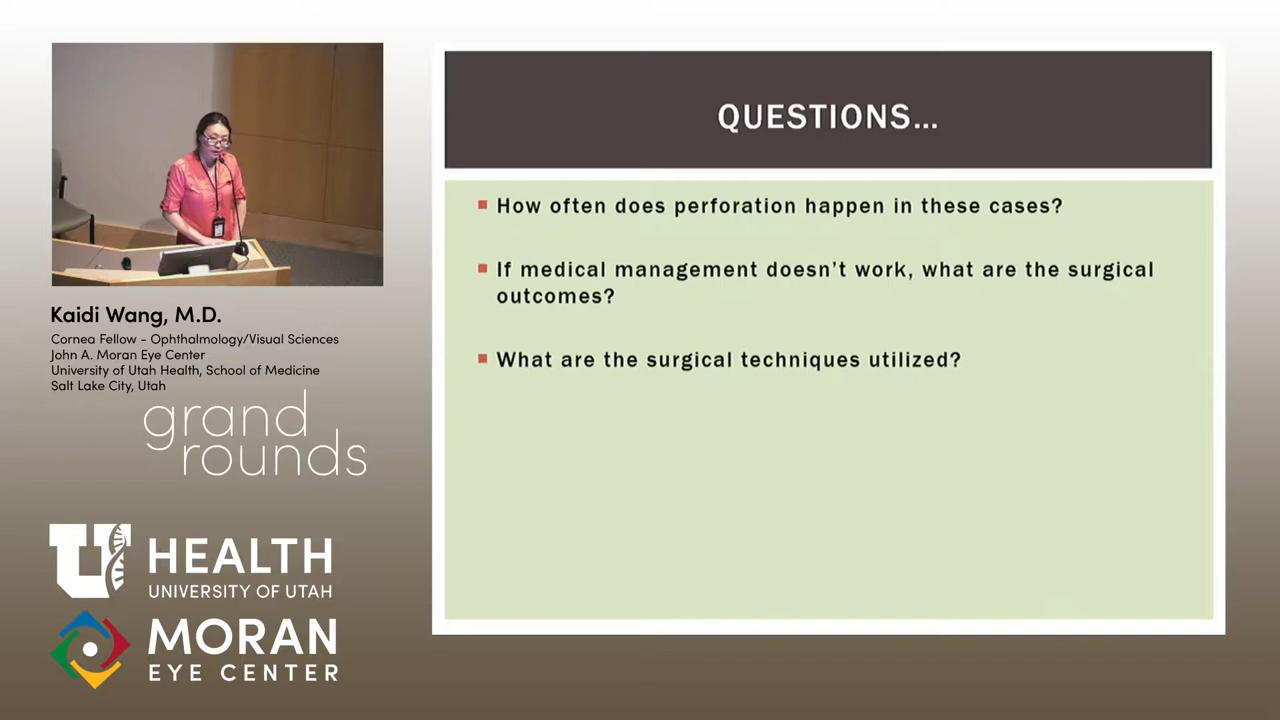 QUESTIONS…
How often does perforation happen in these cases?
If medical management doesn't work, what are the surgical
outcomes?
What are the surgical techniques utilized?
Kaidi Wang, M.D.
Cornea Fellow - Ophthalmology/Visual Sciences
John A. Moran Eye Center
University of Utah Health, School of Medicine
Salt Lake City, Utah
grand
rounds
U HEALTH
UNIVERSITY OF UTAH
MORAN
EYE CENTER